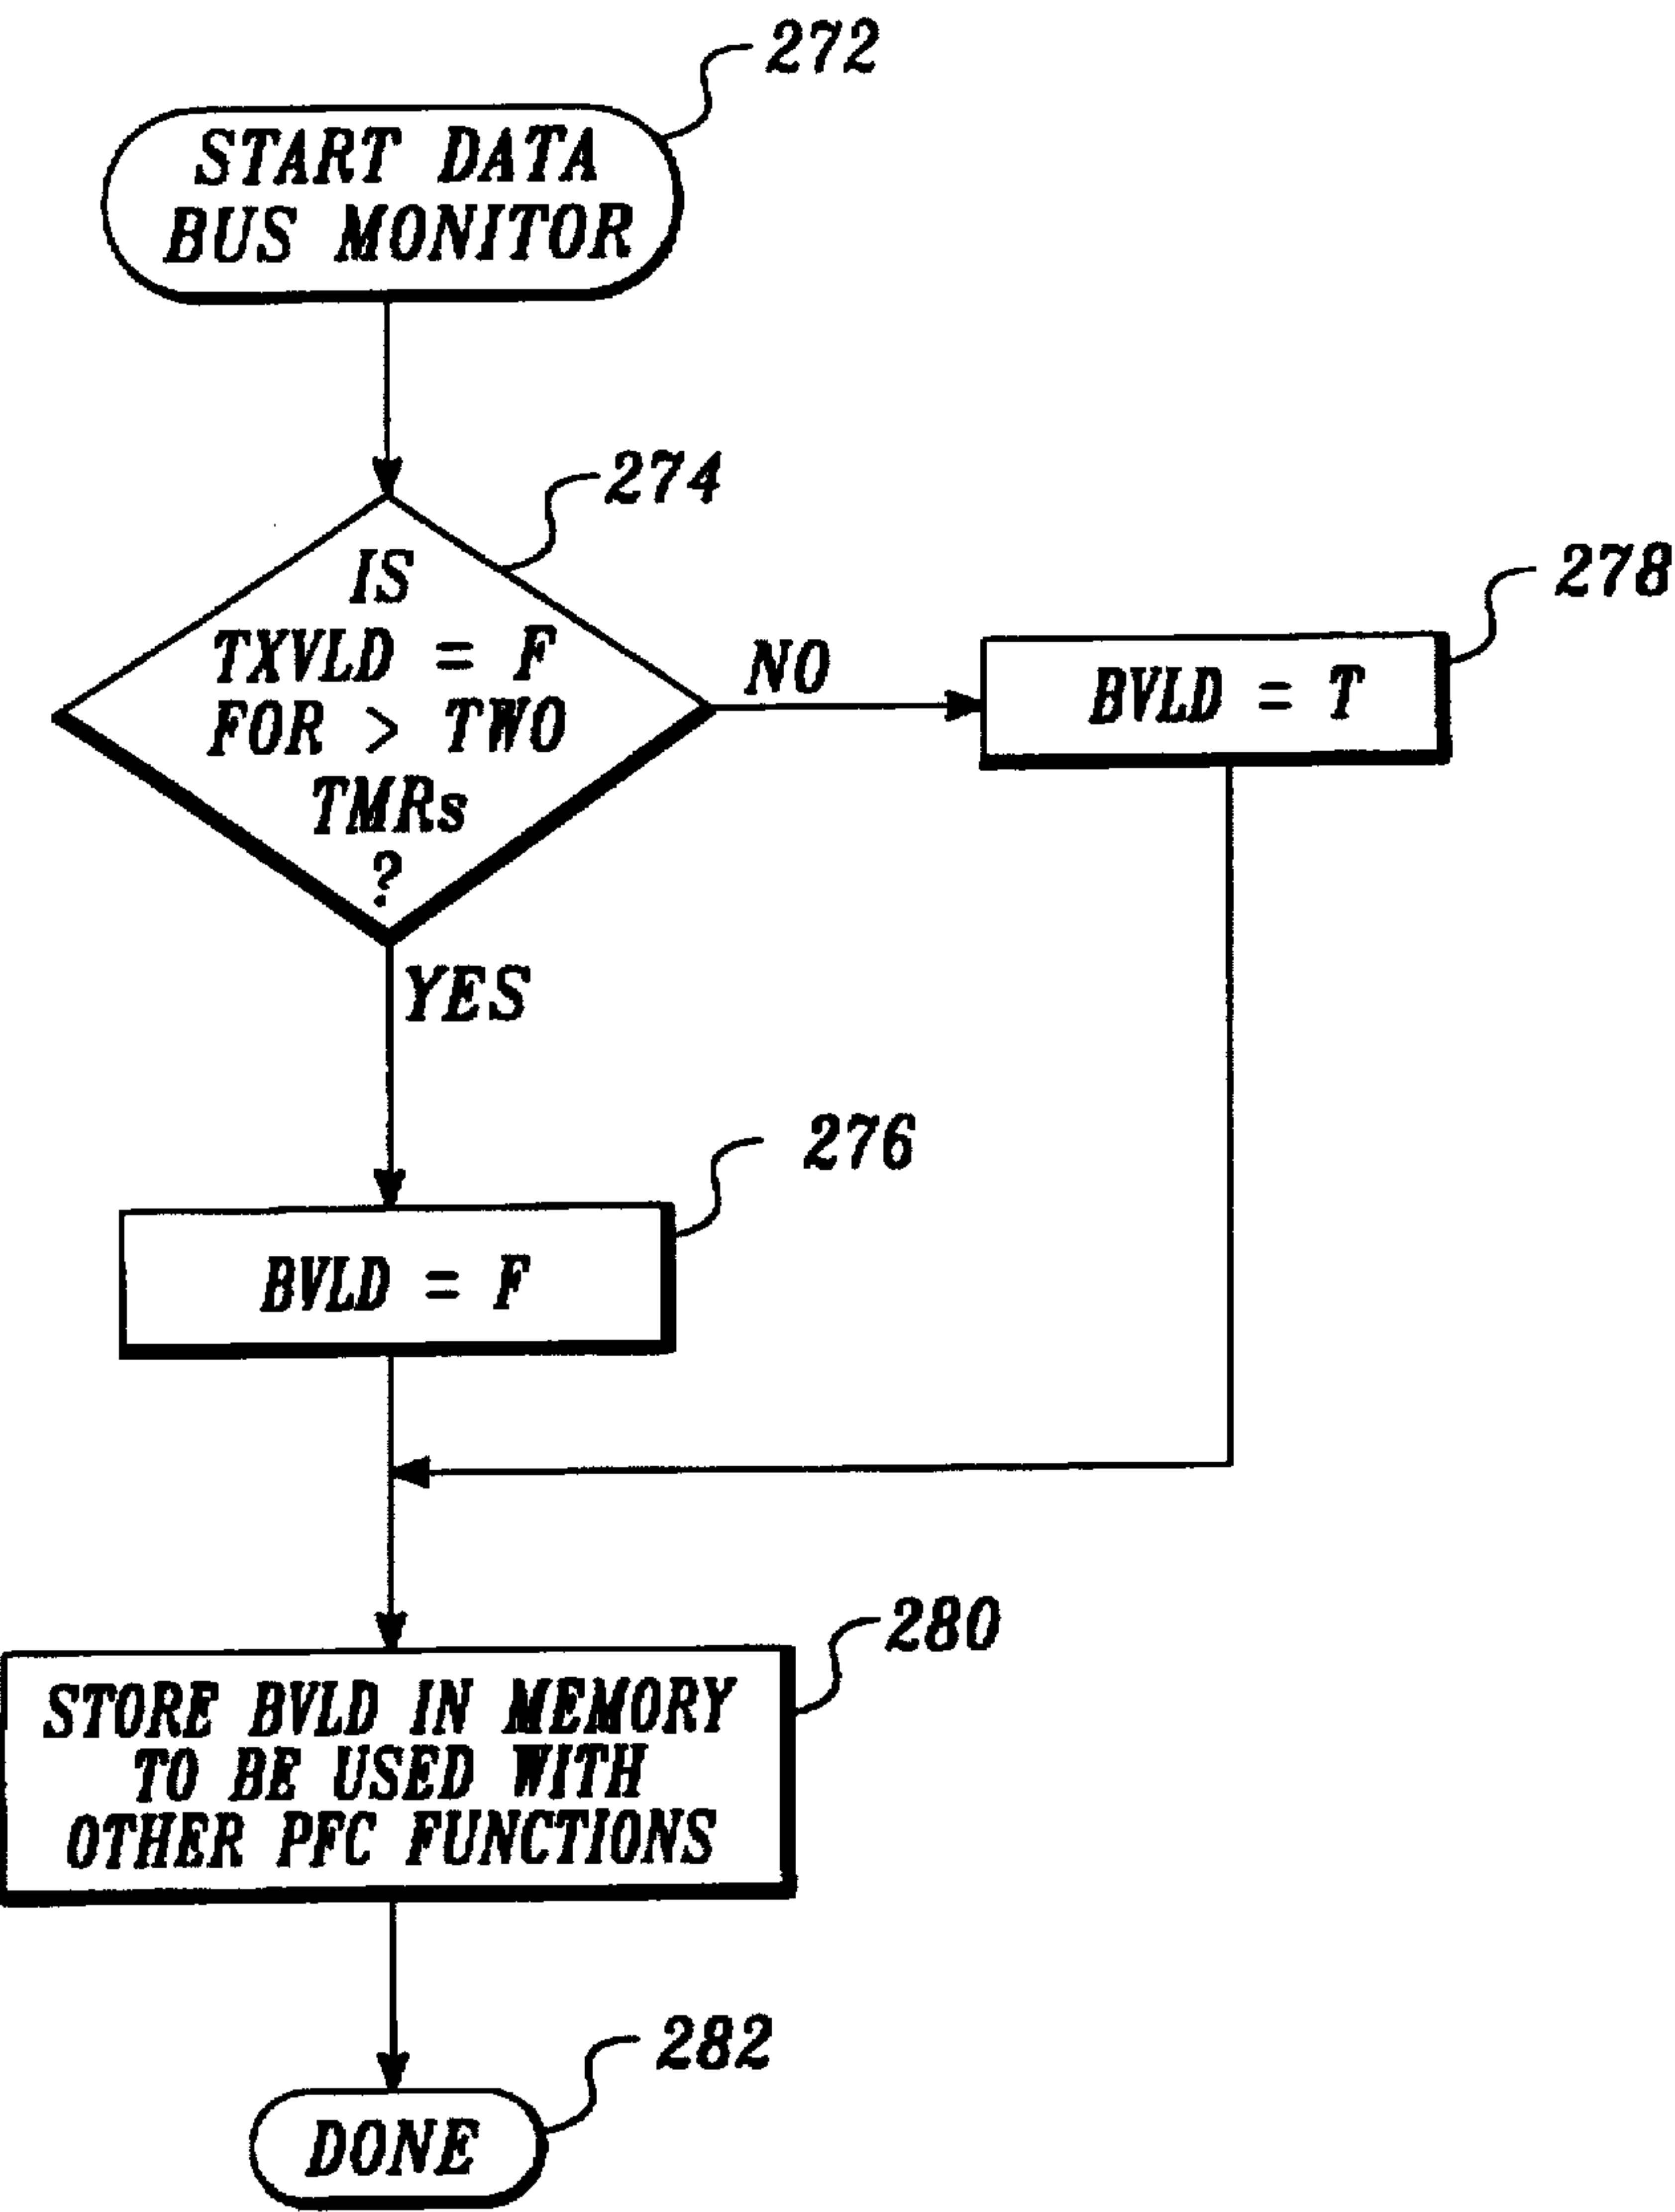 272
START DATA
BUS MONITOR
274
IS
TXVLD = F
FOR > TWO
TMRs
?
NO
278
BVLD = T
YES
276
BVLD = F
280
STORE BVLD IN MEMORY
TO BE USED WITH
OTHER PFC FUNCTIONS
282
DONE